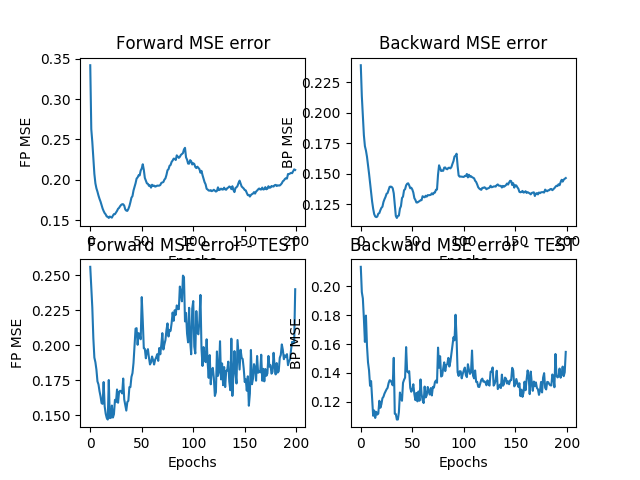 Forward MSE error
Backward MSE error
0.35
0.30
0.25
0.20
0.15
FP MSE
0.225
0.200
0.175
0.150
0.125
BP MSE
0 50 100 150 200
0 50 100 150 200
Epochs
Epochs
Forward MSE error - TEST
Backward MSE error - TEST
0.250
0.225
0.200
0.175
0.150
FP MSE
0.20
0.18
0.16
0.14
0.12
BP MSE
0 50 100 150 200
0 50 100 150 200
Epochs
Epochs